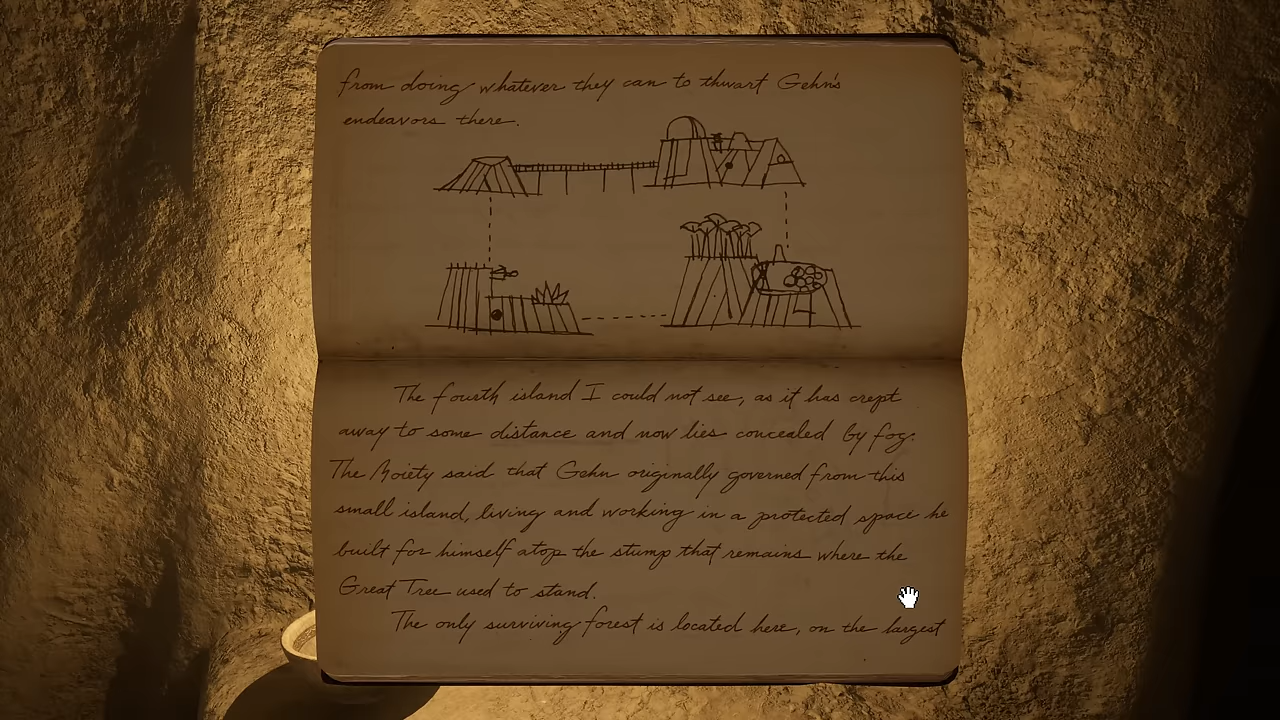 from doing whatever they can to thwart Gehn's
endeavors there.
The fourth island I could not see, as it has crept
away to some distance and now lies concealed by fog.
The Moiety said that Gehn originally governed from this
small island, living and working in a protected space he
built for himself atop the stump that remains where the
Great Tree used to stand.
The only surviving forest is located here, on the largest